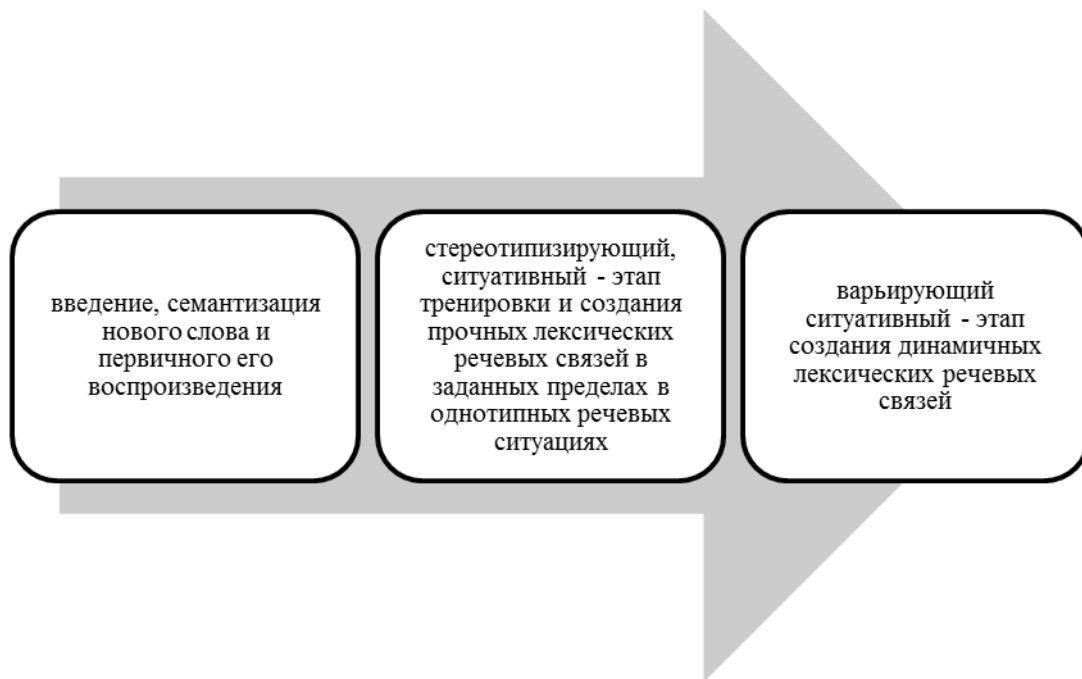 введение, семантизация
нового слова и
первичного его
воспроизведения
стереотипизирующий,
ситуативный - этап
тренировки и создания
прочных лексических
речевых связей в
заданных пределах в
однотипных речевых
ситуациях
варьирующий
ситуативный - этап
создания динамичных
лексических речевых
связей